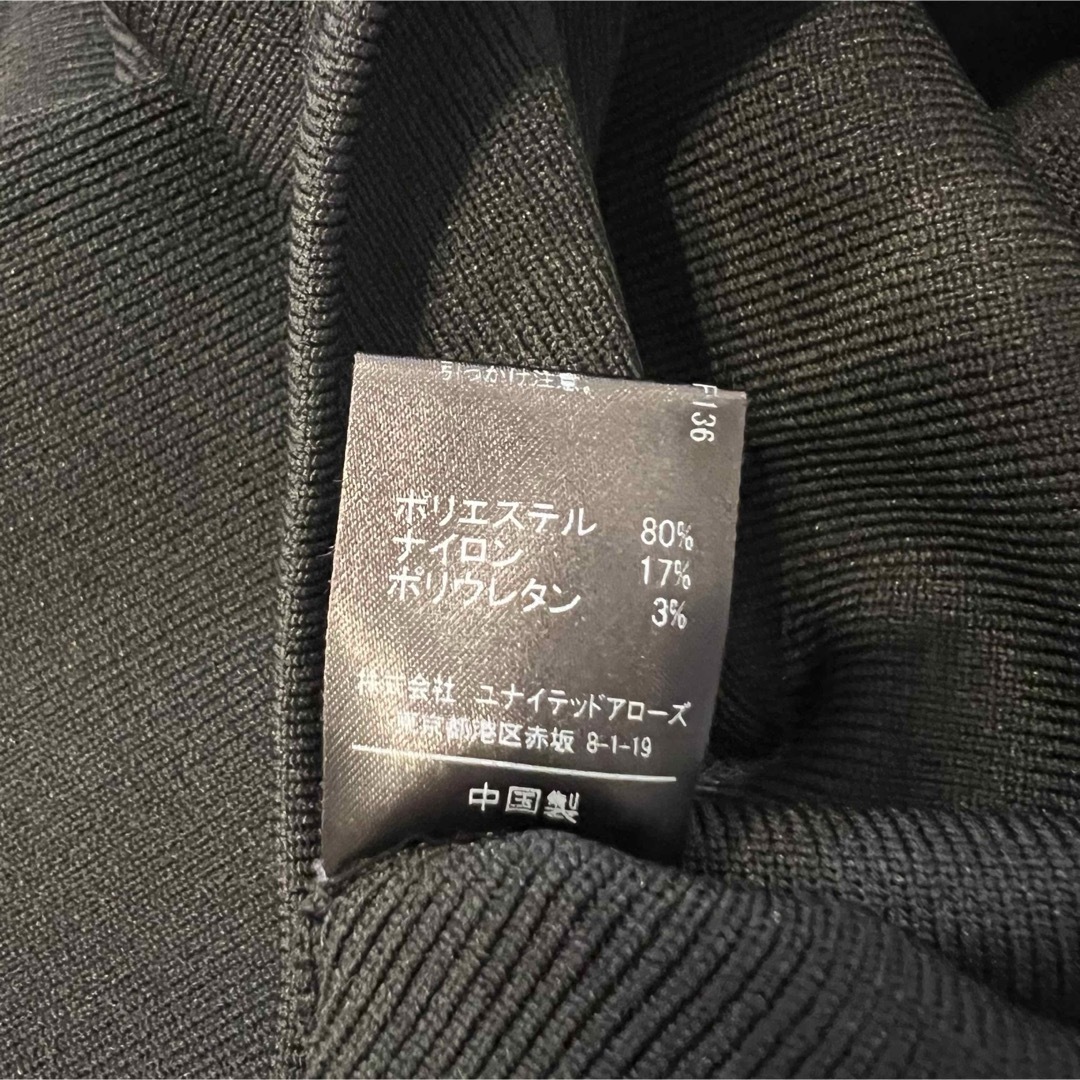 引っかけ注意。
F136
ポリエステル 80%
ナイロン 17%
ポリウレタン 3%
株式会社 ユナイテッドアローズ
東京都港区赤坂 8-1-19
中国製